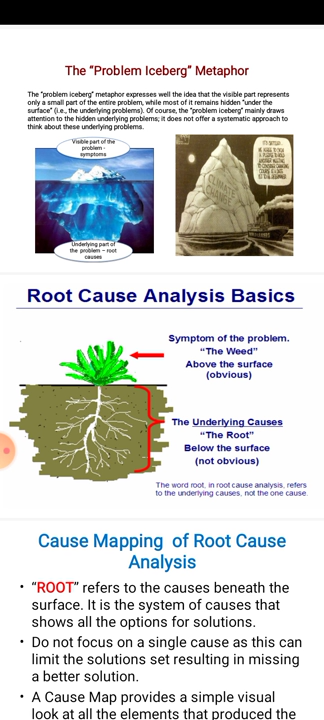 The “Problem Iceberg” Metaphor
The “problem iceberg” metaphor expresses well the idea that the visible part represents
only a small part of the entire problem, while most of it remains hidden “under the
surface” (i.e., the underlying problems). Of course, the “problem iceberg” mainly draws
attention to the hidden underlying problems; it does not offer a systematic approach to
think about these underlying problems.
Visible part of the
problem -
symptoms
Underlying part of
the problem – root
causes
CLIMATE
CHANGE
Root Cause Analysis Basics
Symptom of the problem.
“The Weed”
Above the surface
(obvious)
The Underlying Causes
“The Root”
Below the surface
(not obvious)
The word root, in root cause analysis, refers
to the underlying causes, not the one cause.
Cause Mapping of Root Cause
Analysis
• “ROOT” refers to the causes beneath the
surface. It is the system of causes that
shows all the options for solutions.
• Do not focus on a single cause as this can
limit the solutions set resulting in missing
a better solution.
• A Cause Map provides a simple visual
look at all the elements that produced the